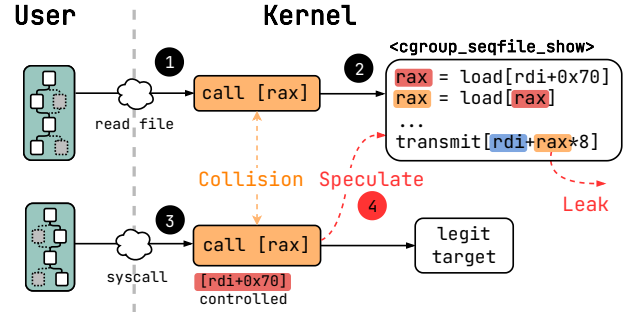 User
Kernel
<cgroup_seqfile_show>
1
2
call [rax]
read file
rax = load[rdi+0x70]
rax = load[rax]
...
transmit[rdi+rax*8]
Collision
Speculate
4
Leak
3
call [rax]
syscall
legit
target
[rdi+0x70]
controlled